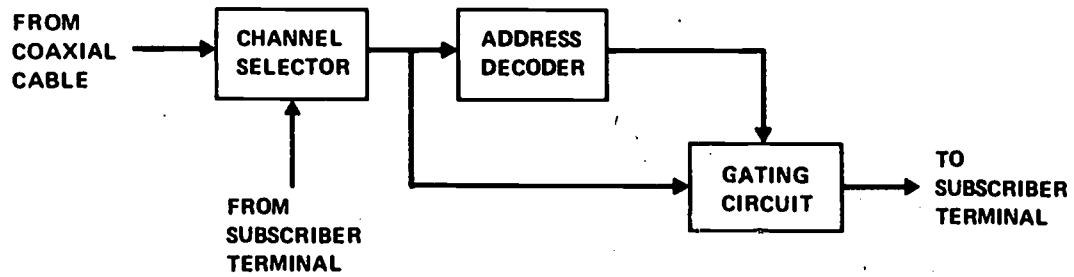 FROM
COAXIAL
CABLE
CHANNEL
SELECTOR
ADDRESS
DECODER
FROM
SUBSCRIBER
TERMINAL
GATING
CIRCUIT
TO
SUBSCRIBER
TERMINAL